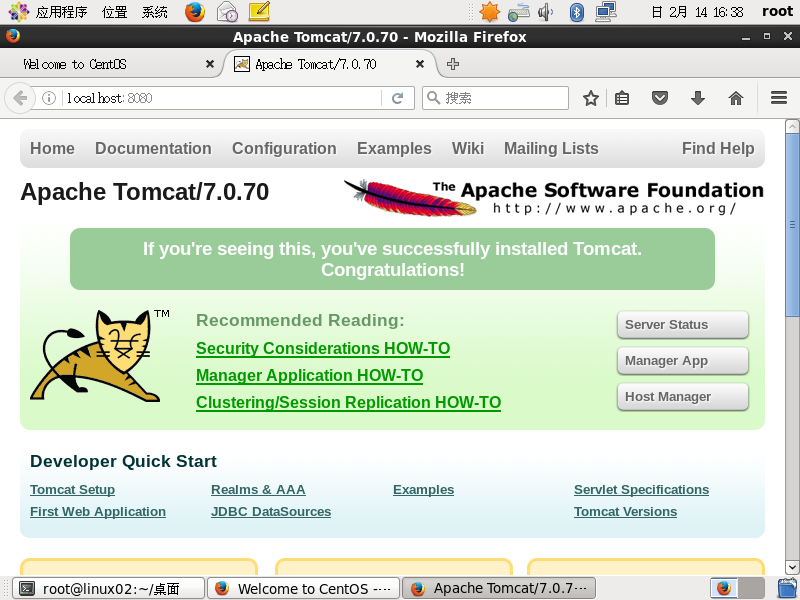 应用程序 位置 系统 日 2月 14 16:38 root
Apache Tomcat/7.0.70 - Mozilla Firefox
Welcome to CentOS Apache Tomcat/7.0.70
localhost:8080 搜索
Home Documentation Configuration Examples Wiki Mailing Lists Find Help
Apache Tomcat/7.0.70
The Apache Software Foundation
http://www.apache.org/
If you're seeing this, you've successfully installed Tomcat.
Congratulations!
TM
Recommended Reading:
Security Considerations HOW-TO
Manager Application HOW-TO
Clustering/Session Replication HOW-TO
Server Status
Manager App
Host Manager
Developer Quick Start
Tomcat Setup Realms & AAA Examples Servlet Specifications
First Web Application JDBC DataSources Tomcat Versions
root@linux02:~/桌面 Welcome to CentOS -··· Apache Tomcat/7.0.7···